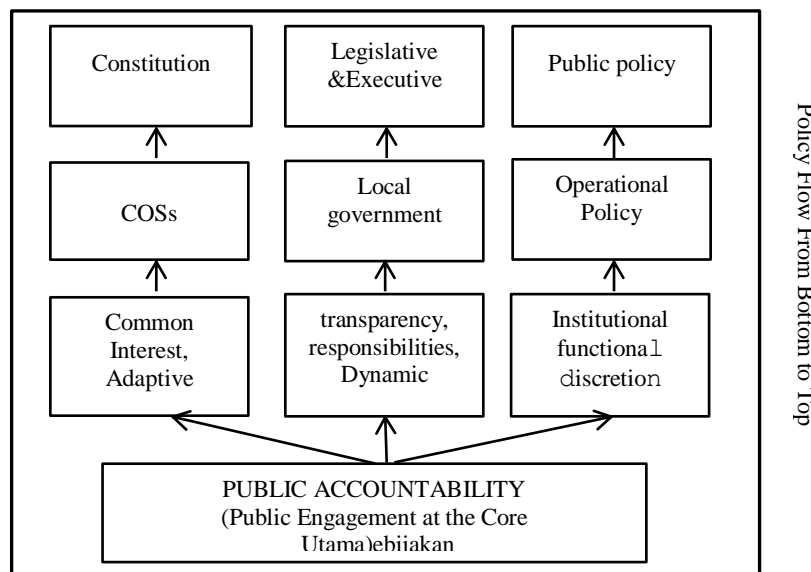 Constitution
Legislative
&Executive
Public policy
COSs
Local
government
Operational
Policy
Common
Interest,
Adaptive
transparency,
responsibilities,
Dynamic
Institutional
functional
discretion
PUBLIC ACCOUNTABILITY
(Public Engagement at the Core
Utama)ebijakan
Policy Flow From Bottom to Top